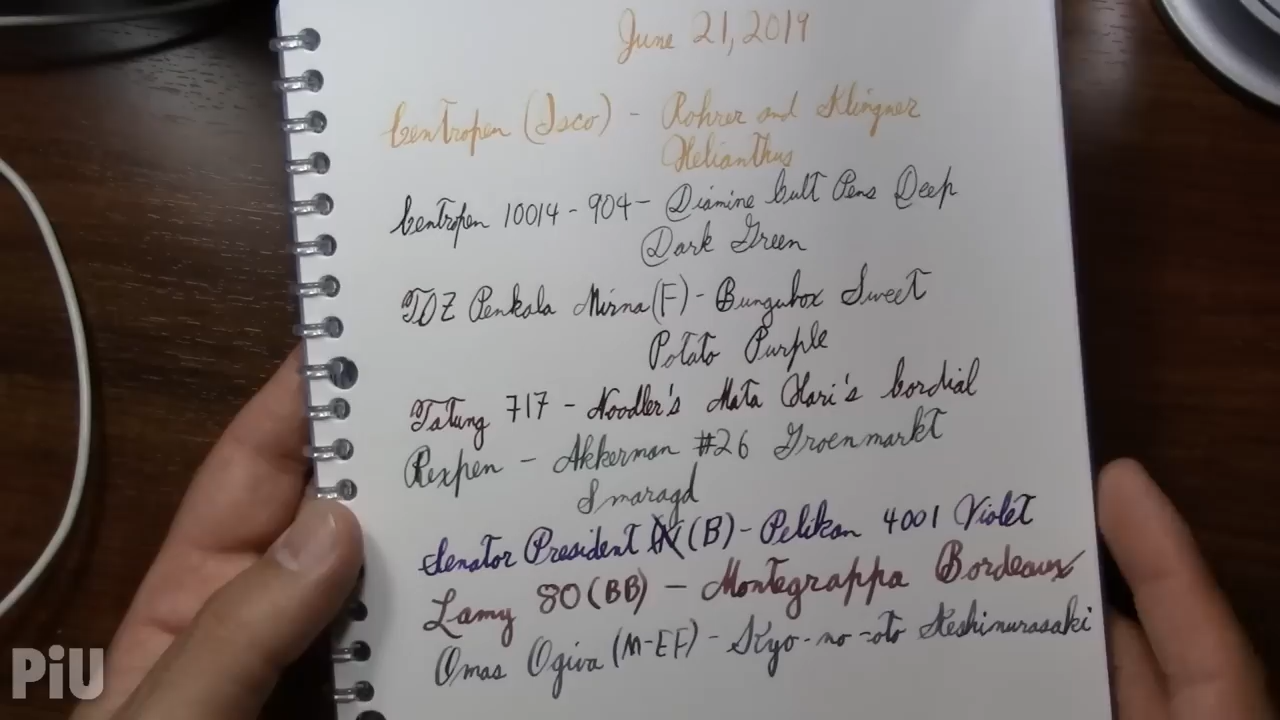 June 21, 2019
Centropen (Isco) - Rohrer and Klingner
Helianthus
Centropen 10014 - 904 - Diamine Cult Pens Deep
Dark Green
TOZ Penkala Mirna (F) - Bungubox Sweet
Potato Purple
Tatung 717 - Noodler's Mata Hari's Cordial
Rexpen - Akkerman #26 Groenmarkt
Smaragd
Senator President (B) - Pelikan 4001 Violet
Lamy 80 (BB) - Montegrappa Bordeaux
Omas Ogiva (M-EF) - Kyo-no-oto Keshimurasaki
PiU